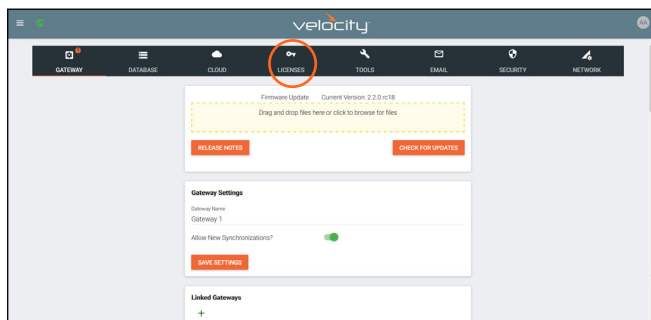 velocity
AA
GATEWAY DATABASE CLOUD LICENSES TOOLS EMAIL SECURITY NETWORK
Firmware Update Current Version: 2.2.0.rc18
Drag and drop files here or click to browse for files
RELEASE NOTES CHECK FOR UPDATES
Gateway Settings
Gateway Name
Gateway 1
Allow New Synchronizations?
SAVE SETTINGS
Linked Gateways
+